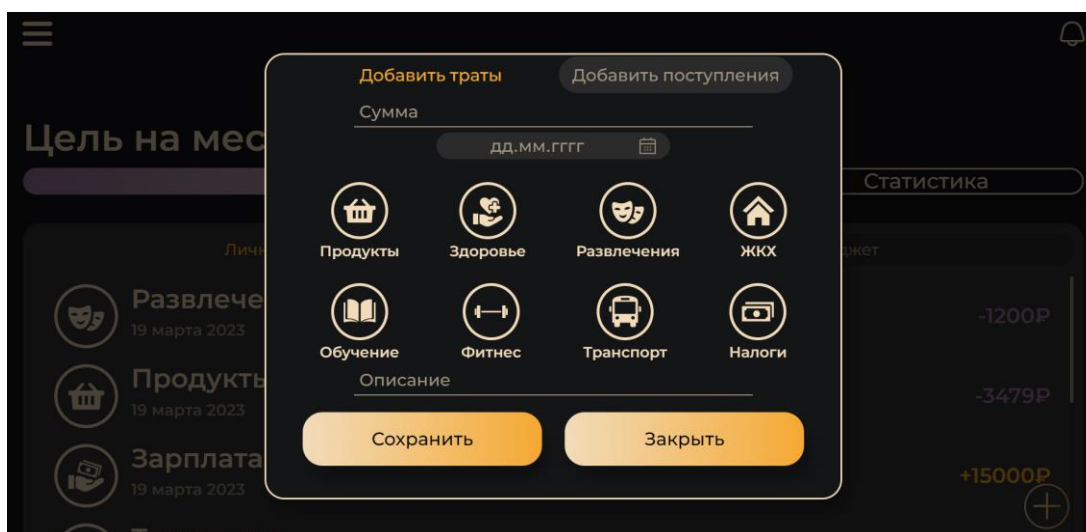 Добавить траты Добавить поступления
Сумма
Цель на мес
дд.мм.гггг
Статистика
Продукты Здоровье Развлечения ЖКХ
Личн джет
Развлече -1200₽
19 марта 2023
Обучение Фитнес Транспорт Налоги
Продукты -3479₽
19 марта 2023
Описание
Сохранить Закрыть
Зарплата +15000₽
19 марта 2023